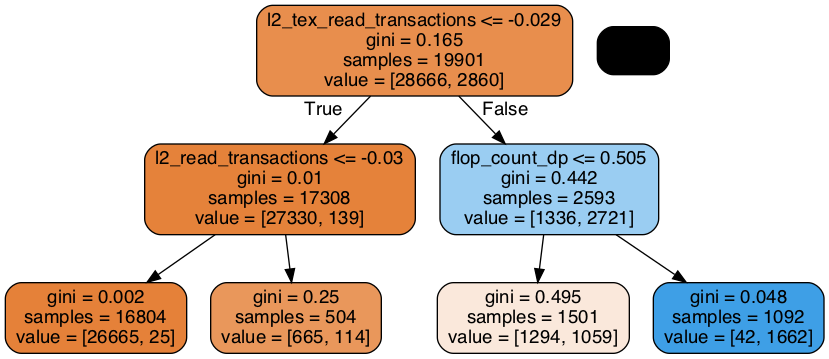 l2_tex_read_transactions <= -0.029
gini = 0.165
samples = 19901
value = [28666, 2860]
True
False
l2_read_transactions <= -0.03
gini = 0.01
samples = 17308
value = [27330, 139]
flop_count_dp <= 0.505
gini = 0.442
samples = 2593
value = [1336, 2721]
gini = 0.002
samples = 16804
value = [26665, 25]
gini = 0.25
samples = 504
value = [665, 114]
gini = 0.495
samples = 1501
value = [1294, 1059]
gini = 0.048
samples = 1092
value = [42, 1662]